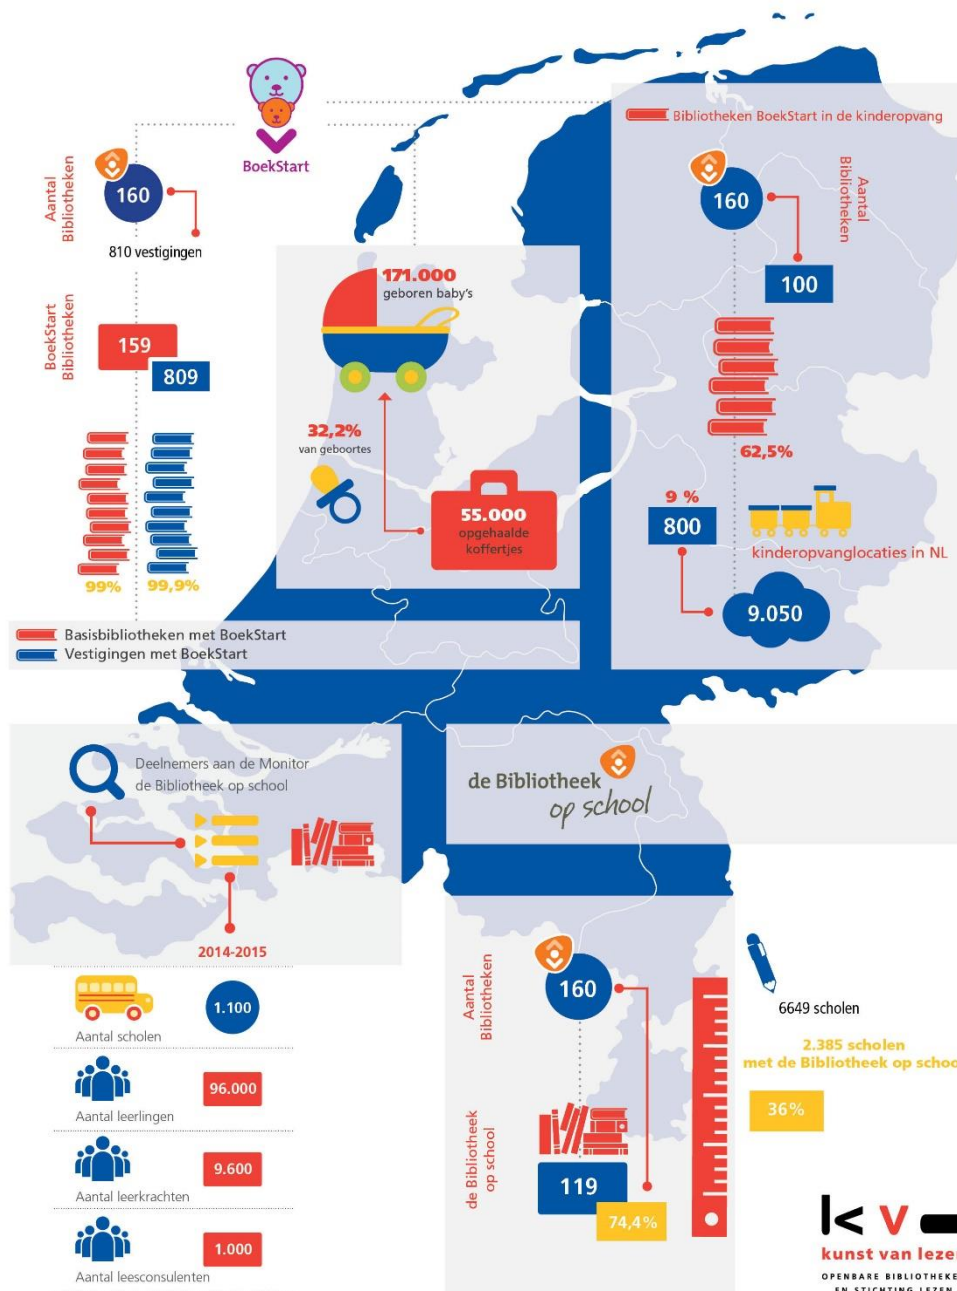 BoekStart
Aantal
Bibliotheken
160
810 vestigingen
BoekStart
Bibliotheken
159
809
99%
99,9%
Basisbibliotheken met BoekStart
Vestigingen met BoekStart
171.000
geboren baby's
32,2%
van geboortes
55.000
opgehaalde
koffertjes
Bibliotheken BoekStart in de kinderopvang
160
Aantal
Bibliotheken
100
62,5%
9 %
800
kinderopvanglocaties in NL
9.050
Deelnemers aan de Monitor
de Bibliotheek op school
2014-2015
Aantal scholen
1.100
Aantal leerlingen
96.000
Aantal leerkrachten
9.600
Aantal leesconsulenten
1.000
de Bibliotheek
op school
Aantal
Bibliotheken
160
de Bibliotheek
op school
119
74,4%
6649 scholen
2.385 scholen
met de Bibliotheek op schoo
36%
kv
kunst van lezen
OPENBARE BIBLIOTHEKE
EN STICHTING LEZEN